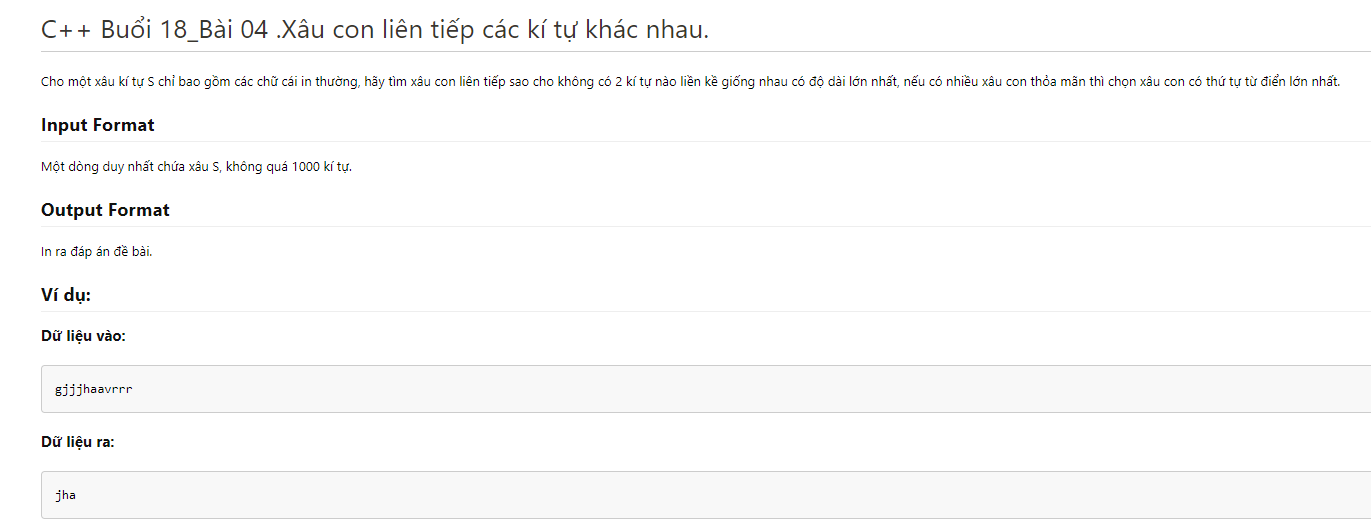 C++ Buổi 18_Bài 04 .Xâu con liên tiếp các kí tự khác nhau.
Cho một xâu kí tự S chỉ bao gồm các chữ cái in thường, hãy tìm xâu con liên tiếp sao cho không có 2 kí tự nào liền kề giống nhau có độ dài lớn nhất, nếu có nhiều xâu con thỏa mãn thì chọn xâu con có thứ tự từ điển lớn nhất.
Input Format
Một dòng duy nhất chứa xâu S, không quá 1000 kí tự.
Output Format
In ra đáp án đề bài.
Ví dụ:
Dữ liệu vào:
gjjjhaavrrr
Dữ liệu ra:
jha